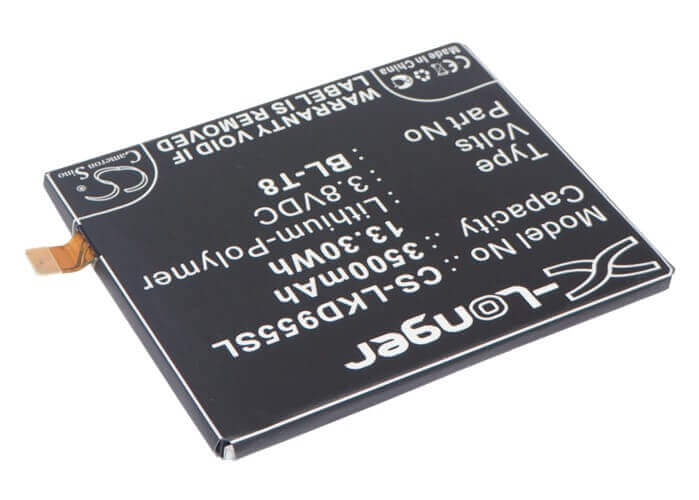 X-Longer
Model No : CS-LKD955SL
Capacity : 3500mAh
13.30Wh
Type : Lithium-Polymer
Volts : 3.8VDC
Part No : BL-T8
WARRANTY VOID IF
LABEL IS REMOVED
Made In China
CS
Cameron Sino
CE